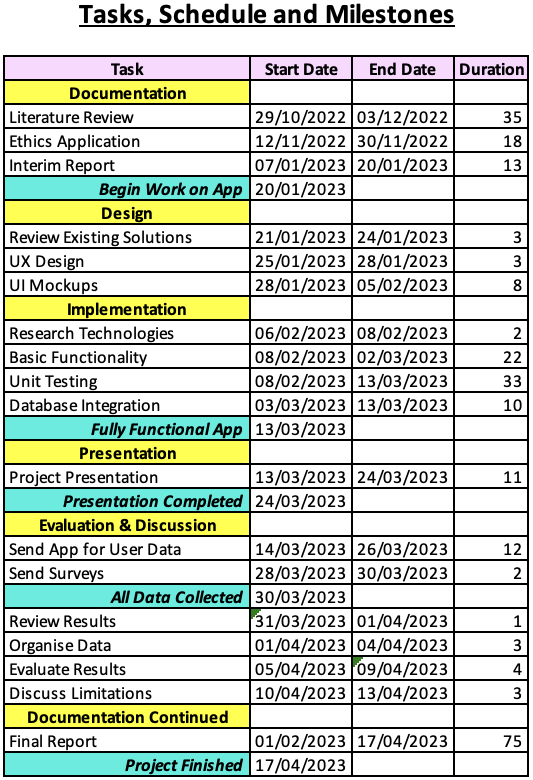 Tasks, Schedule and Milestones
Task Start Date End Date Duration
Documentation
Literature Review 29/10/2022 03/12/2022 35
Ethics Application 12/11/2022 30/11/2022 18
Interim Report 07/01/2023 20/01/2023 13
Begin Work on App 20/01/2023
Design
Review Existing Solutions 21/01/2023 24/01/2023 3
UX Design 25/01/2023 28/01/2023 3
UI Mockups 28/01/2023 05/02/2023 8
Implementation
Research Technologies 06/02/2023 08/02/2023 2
Basic Functionality 08/02/2023 02/03/2023 22
Unit Testing 08/02/2023 13/03/2023 33
Database Integration 03/03/2023 13/03/2023 10
Fully Functional App 13/03/2023
Presentation
Project Presentation 13/03/2023 24/03/2023 11
Presentation Completed 24/03/2023
Evaluation & Discussion
Send App for User Data 14/03/2023 26/03/2023 12
Send Surveys 28/03/2023 30/03/2023 2
All Data Collected 30/03/2023
Review Results 31/03/2023 01/04/2023 1
Organise Data 01/04/2023 04/04/2023 3
Evaluate Results 05/04/2023 09/04/2023 4
Discuss Limitations 10/04/2023 13/04/2023 3
Documentation Continued
Final Report 01/02/2023 17/04/2023 75
Project Finished 17/04/2023